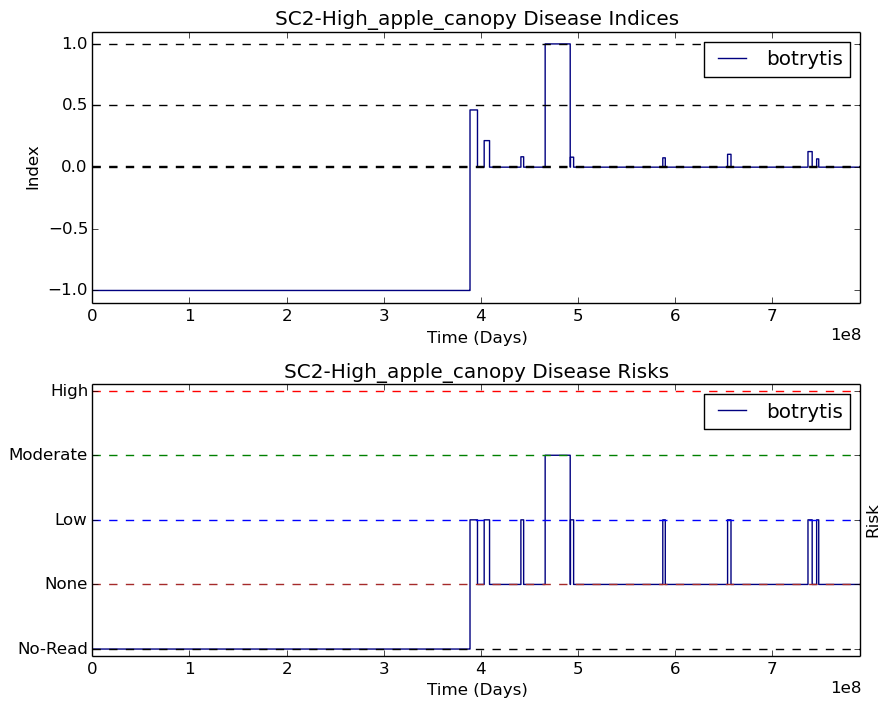 SC2-High_apple_canopy Disease Indices
1.0
0.5
0.0
−0.5
−1.0
Index
botrytis
0 1 2 3 4 5 6 7
1e8
Time (Days)
SC2-High_apple_canopy Disease Risks
High
Moderate
Low
None
No-Read
botrytis
Risk
0 1 2 3 4 5 6 7
1e8
Time (Days)